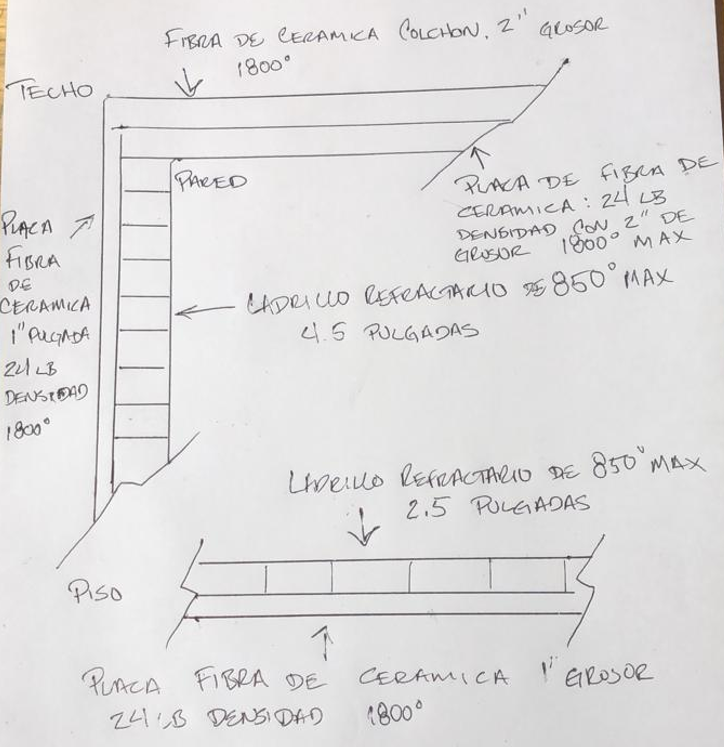 FIBRA DE CERAMICA COLCHON. 2" GROSOR
1800°
TECHO
PARED
PLACA DE FIBRA DE
CERAMICA: 24 LB
DENSIDAD CON 2" DE
GROSOR 1800° MAX
PLACA
FIBRA
DE
CERAMICA
1" PULGADA
24 LB
DENSIDAD
1800°
LADRILLO REFRACTARIO DE 850° MAX
4.5 PULGADAS
LADRILLO REFRACTARIO DE 850° MAX
2.5 PULGADAS
PISO
PLACA FIBRA DE CERAMICA 1" GROSOR
24 LB DENSIDAD 1800°